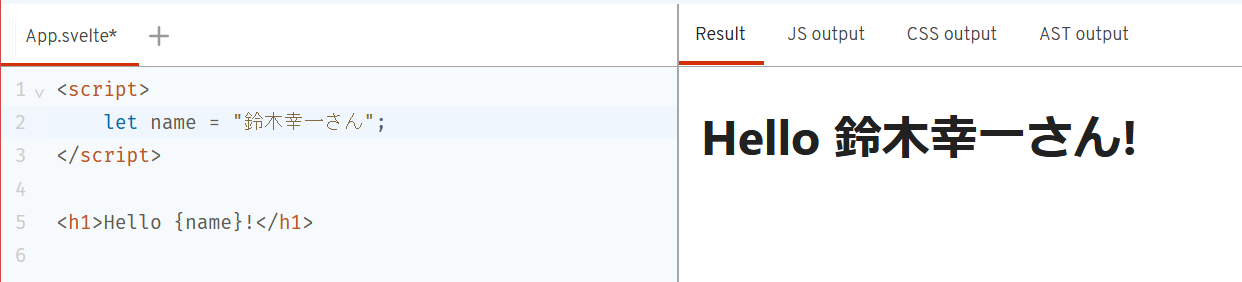 App.svelte*
Result JS output CSS output AST output
1 <script>
2 let name = "鈴木幸一さん";
3 </script>
4
5 <h1>Hello {name}!</h1>
6
Hello 鈴木幸一さん!